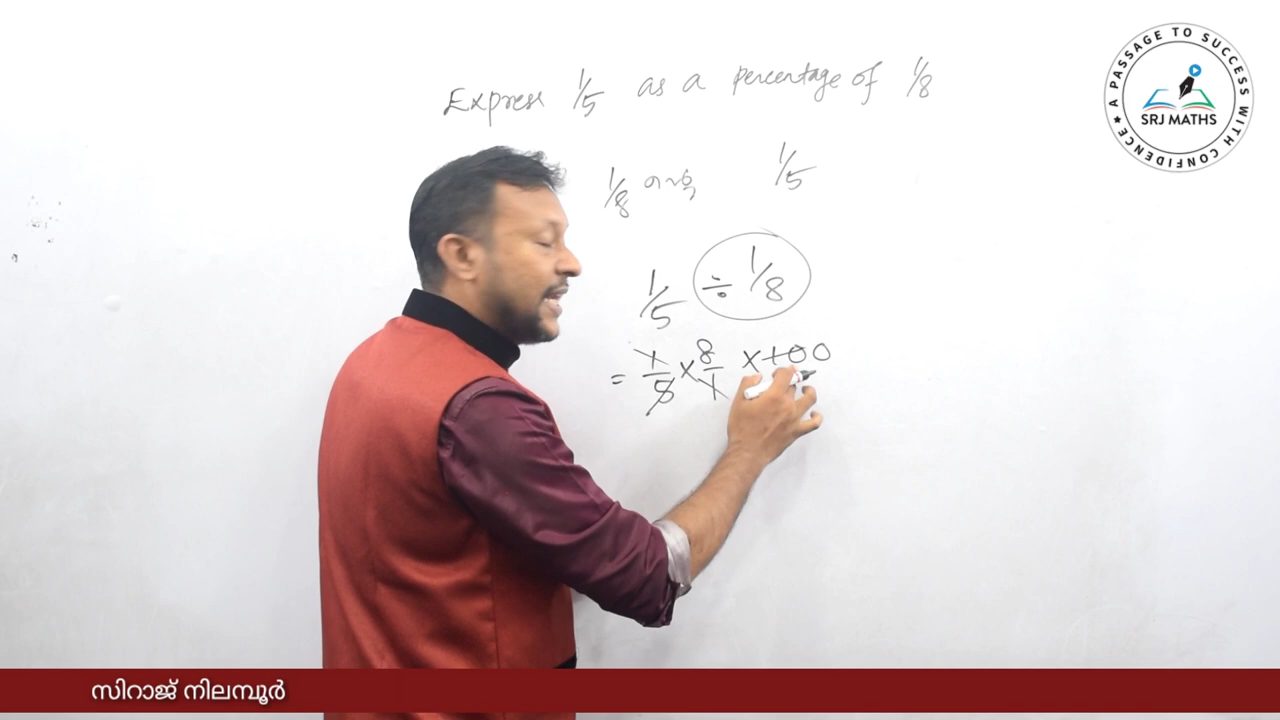 Express 1/5 as a percentage of 1/8
1/8 1/5
1/5 ÷ 1/8
= 1/5 x 8/1 x 100
A PASSAGE TO SUCCESS WITH CONFIDENCE ★
SRJ MATHS
സിറാജ് നിലമ്പൂർ